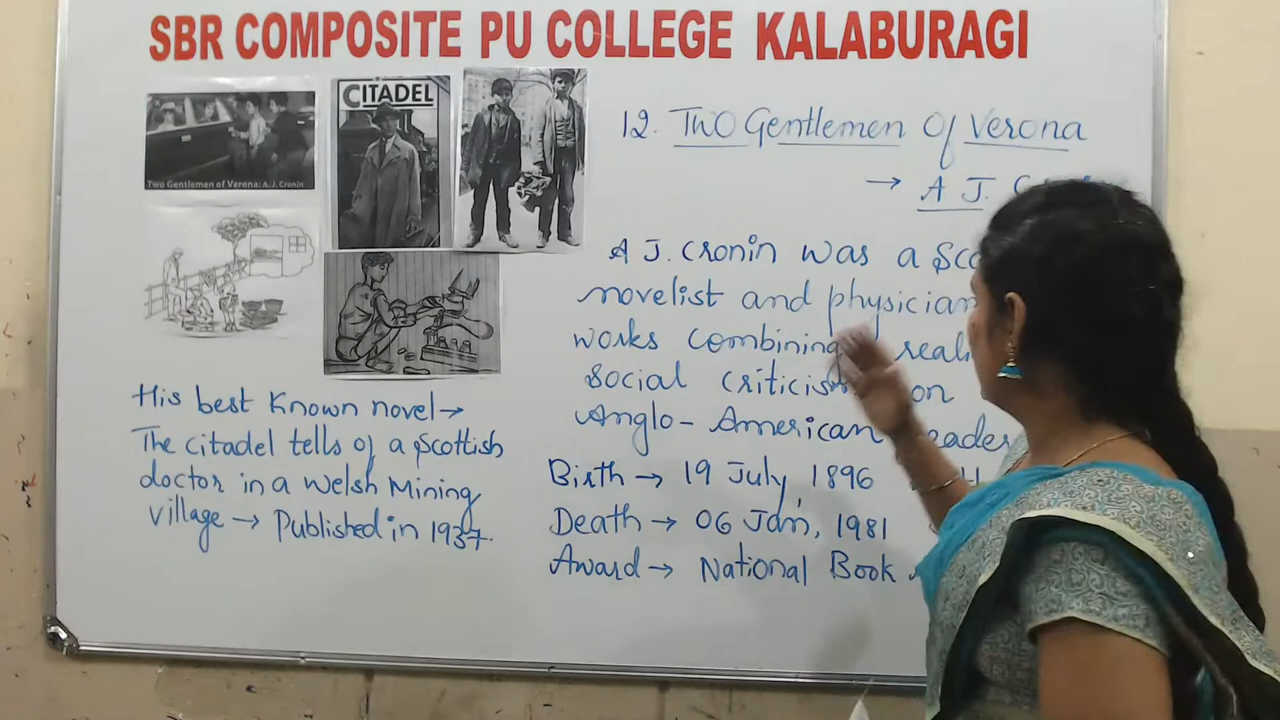 SBR COMPOSITE PU COLLEGE KALABURAGI
Two Gentlemen of Verona: A.J. Cronin
CITADEL
12. Two Gentlemen Of Verona
→ A J.
A J. Cronin was a
novelist and physician
works combining
Social criticism on
Anglo-American
Birth → 19 July, 1896
Death → 06 Jan, 1981
Award → National Book
His best Known novel →
The citadel tells of a Scottish
doctor in a Welsh Mining
village → Published in 1937.